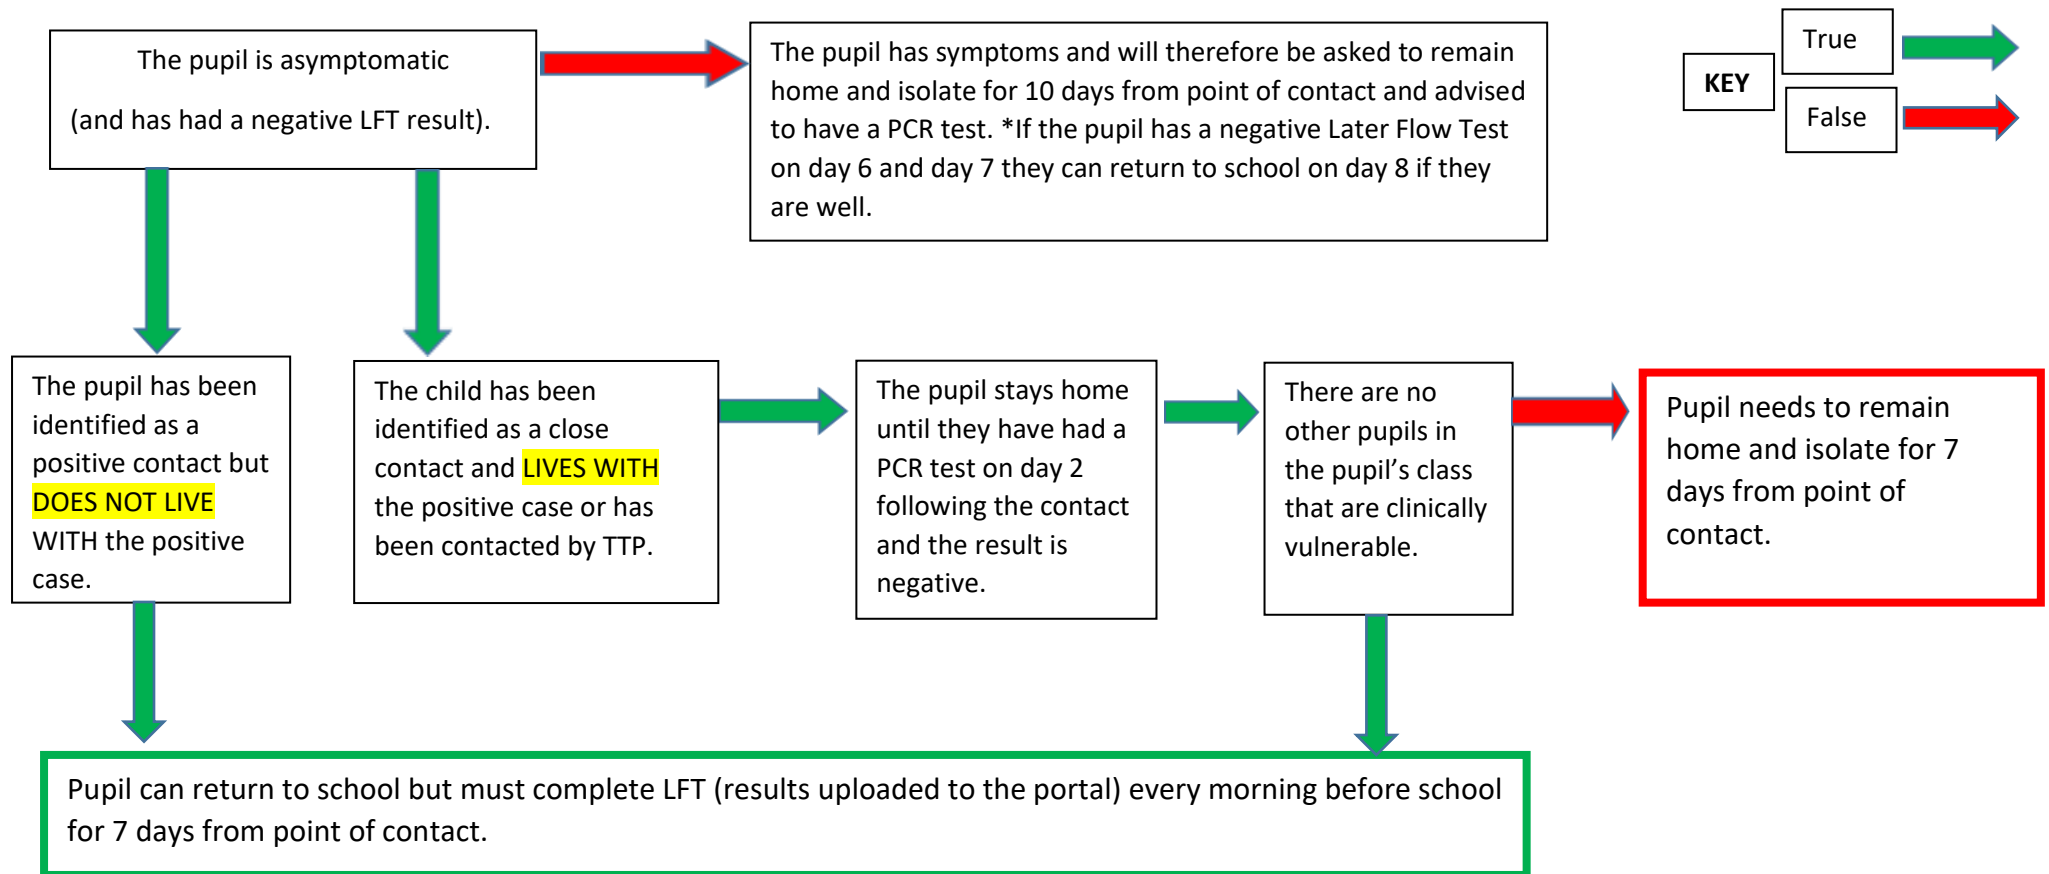 The pupil is asymptomatic
(and has had a negative LFT result).
The pupil has symptoms and will therefore be asked to remain
home and isolate for 10 days from point of contact and advised
to have a PCR test. *If the pupil has a negative Later Flow Test
on day 6 and day 7 they can return to school on day 8 if they
are well.
KEY
True
False
The pupil has been
identified as a
positive contact but
DOES NOT LIVE
WITH the positive
case.
The child has been
identified as a close
contact and LIVES WITH
the positive case or has
been contacted by TTP.
The pupil stays home
until they have had a
PCR test on day 2
following the contact
and the result is
negative.
There are no
other pupils in
the pupil’s class
that are clinically
vulnerable.
Pupil needs to remain
home and isolate for 7
days from point of
contact.
Pupil can return to school but must complete LFT (results uploaded to the portal) every morning before school
for 7 days from point of contact.